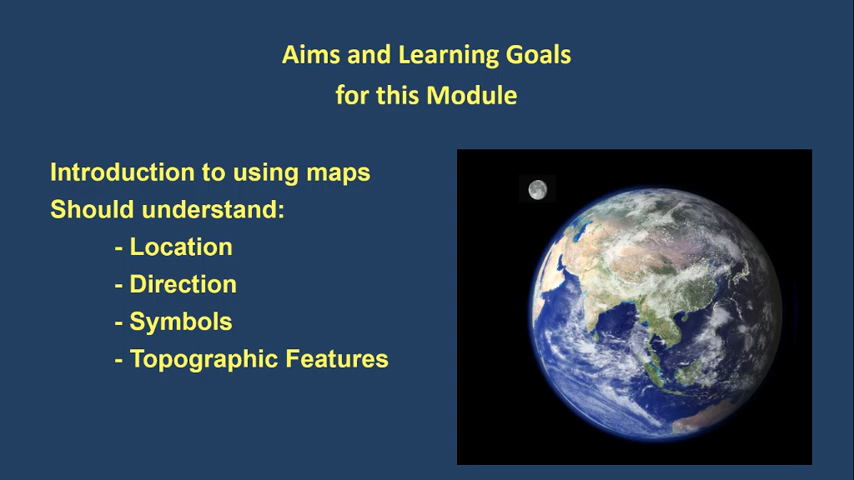 Aims and Learning Goals
for this Module
Introduction to using maps
Should understand:
- Location
- Direction
- Symbols
- Topographic Features